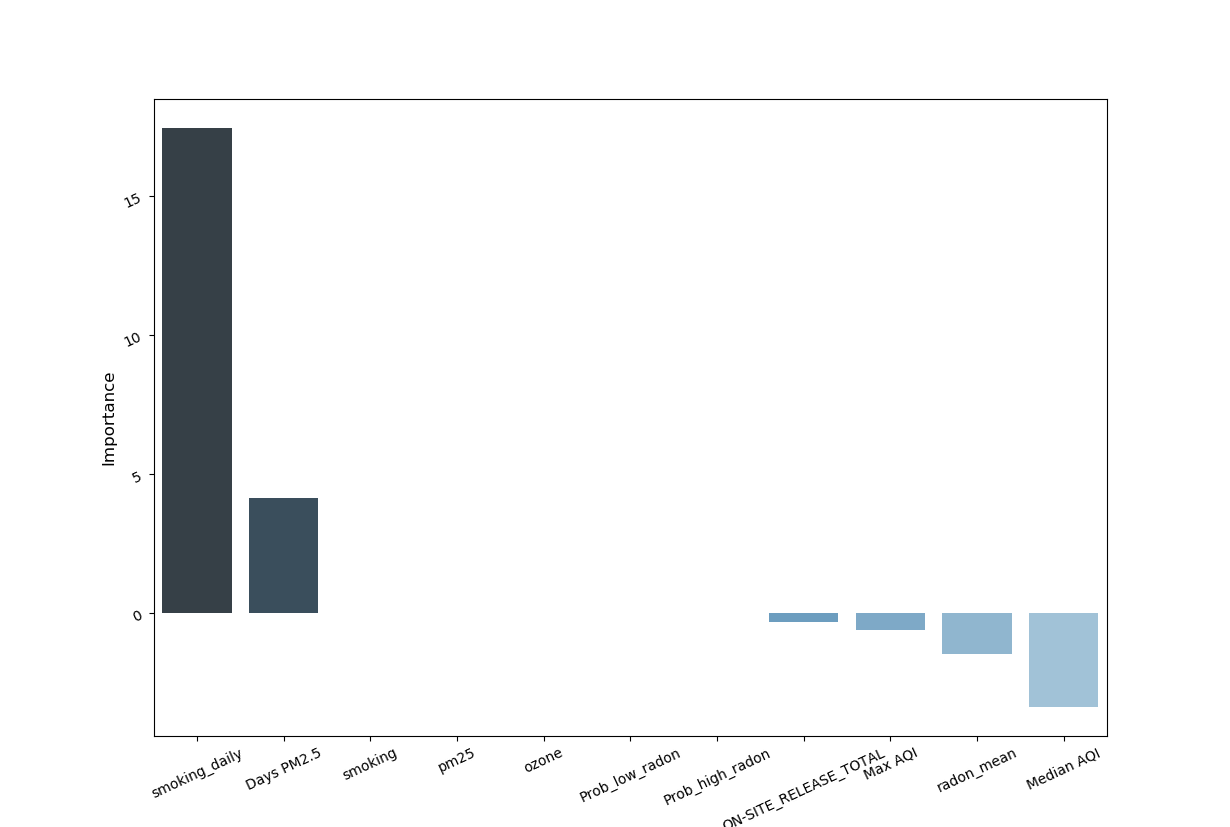 Importance
15
10
5
0
smoking_daily
Days PM2.5
smoking
pm25
ozone
Prob_low_radon
Prob_high_radon
ON-SITE_RELEASE_TOTAL
Max AQI
radon_mean
Median AQI